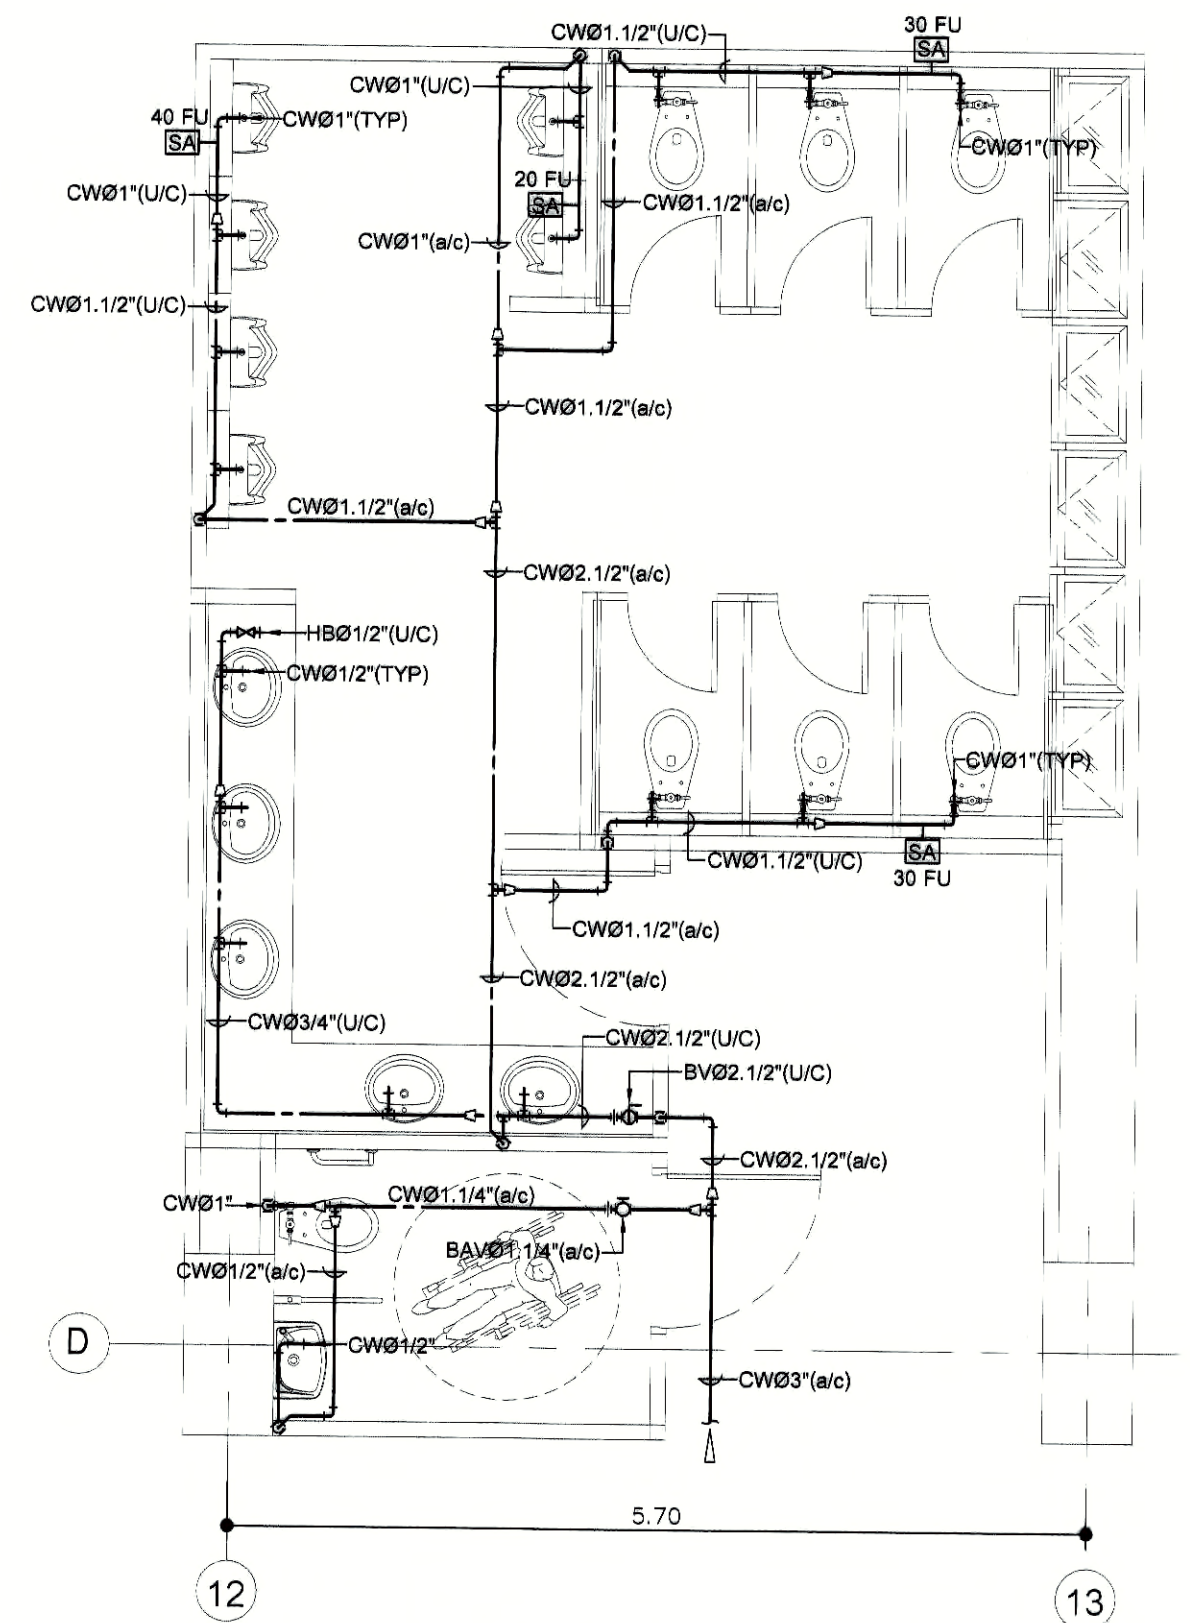 30 FU
CWØ1.1/2"(U/C)
SA
CWØ1"(U/C)
40 FU
CWØ1"(TYP)
SA
CWØ1"(TYP)
20 FU
CWØ1"(U/C)
SA
CWØ1.1/2"(a/c)
CWØ1"(a/c)
CWØ1.1/2"(U/C)
CWØ1.1/2"(a/c)
CWØ1.1/2"(a/c)
CWØ2.1/2"(a/c)
HBØ1/2"(U/C)
CWØ1/2"(TYP)
CWØ1"(TYP)
SA
CWØ1.1/2"(U/C)
30 FU
CWØ1.1/2"(a/c)
CWØ2.1/2"(a/c)
CWØ3/4"(U/C)
CWØ2.1/2"(U/C)
BVØ2.1/2"(U/C)
CWØ2.1/2"(a/c)
CWØ1.1/4"(a/c)
CWØ1"
BAVØ1.1/4"(a/c)
CWØ1/2"(a/c)
D
CWØ1/2"
CWØ3"(a/c)
5.70
12
13